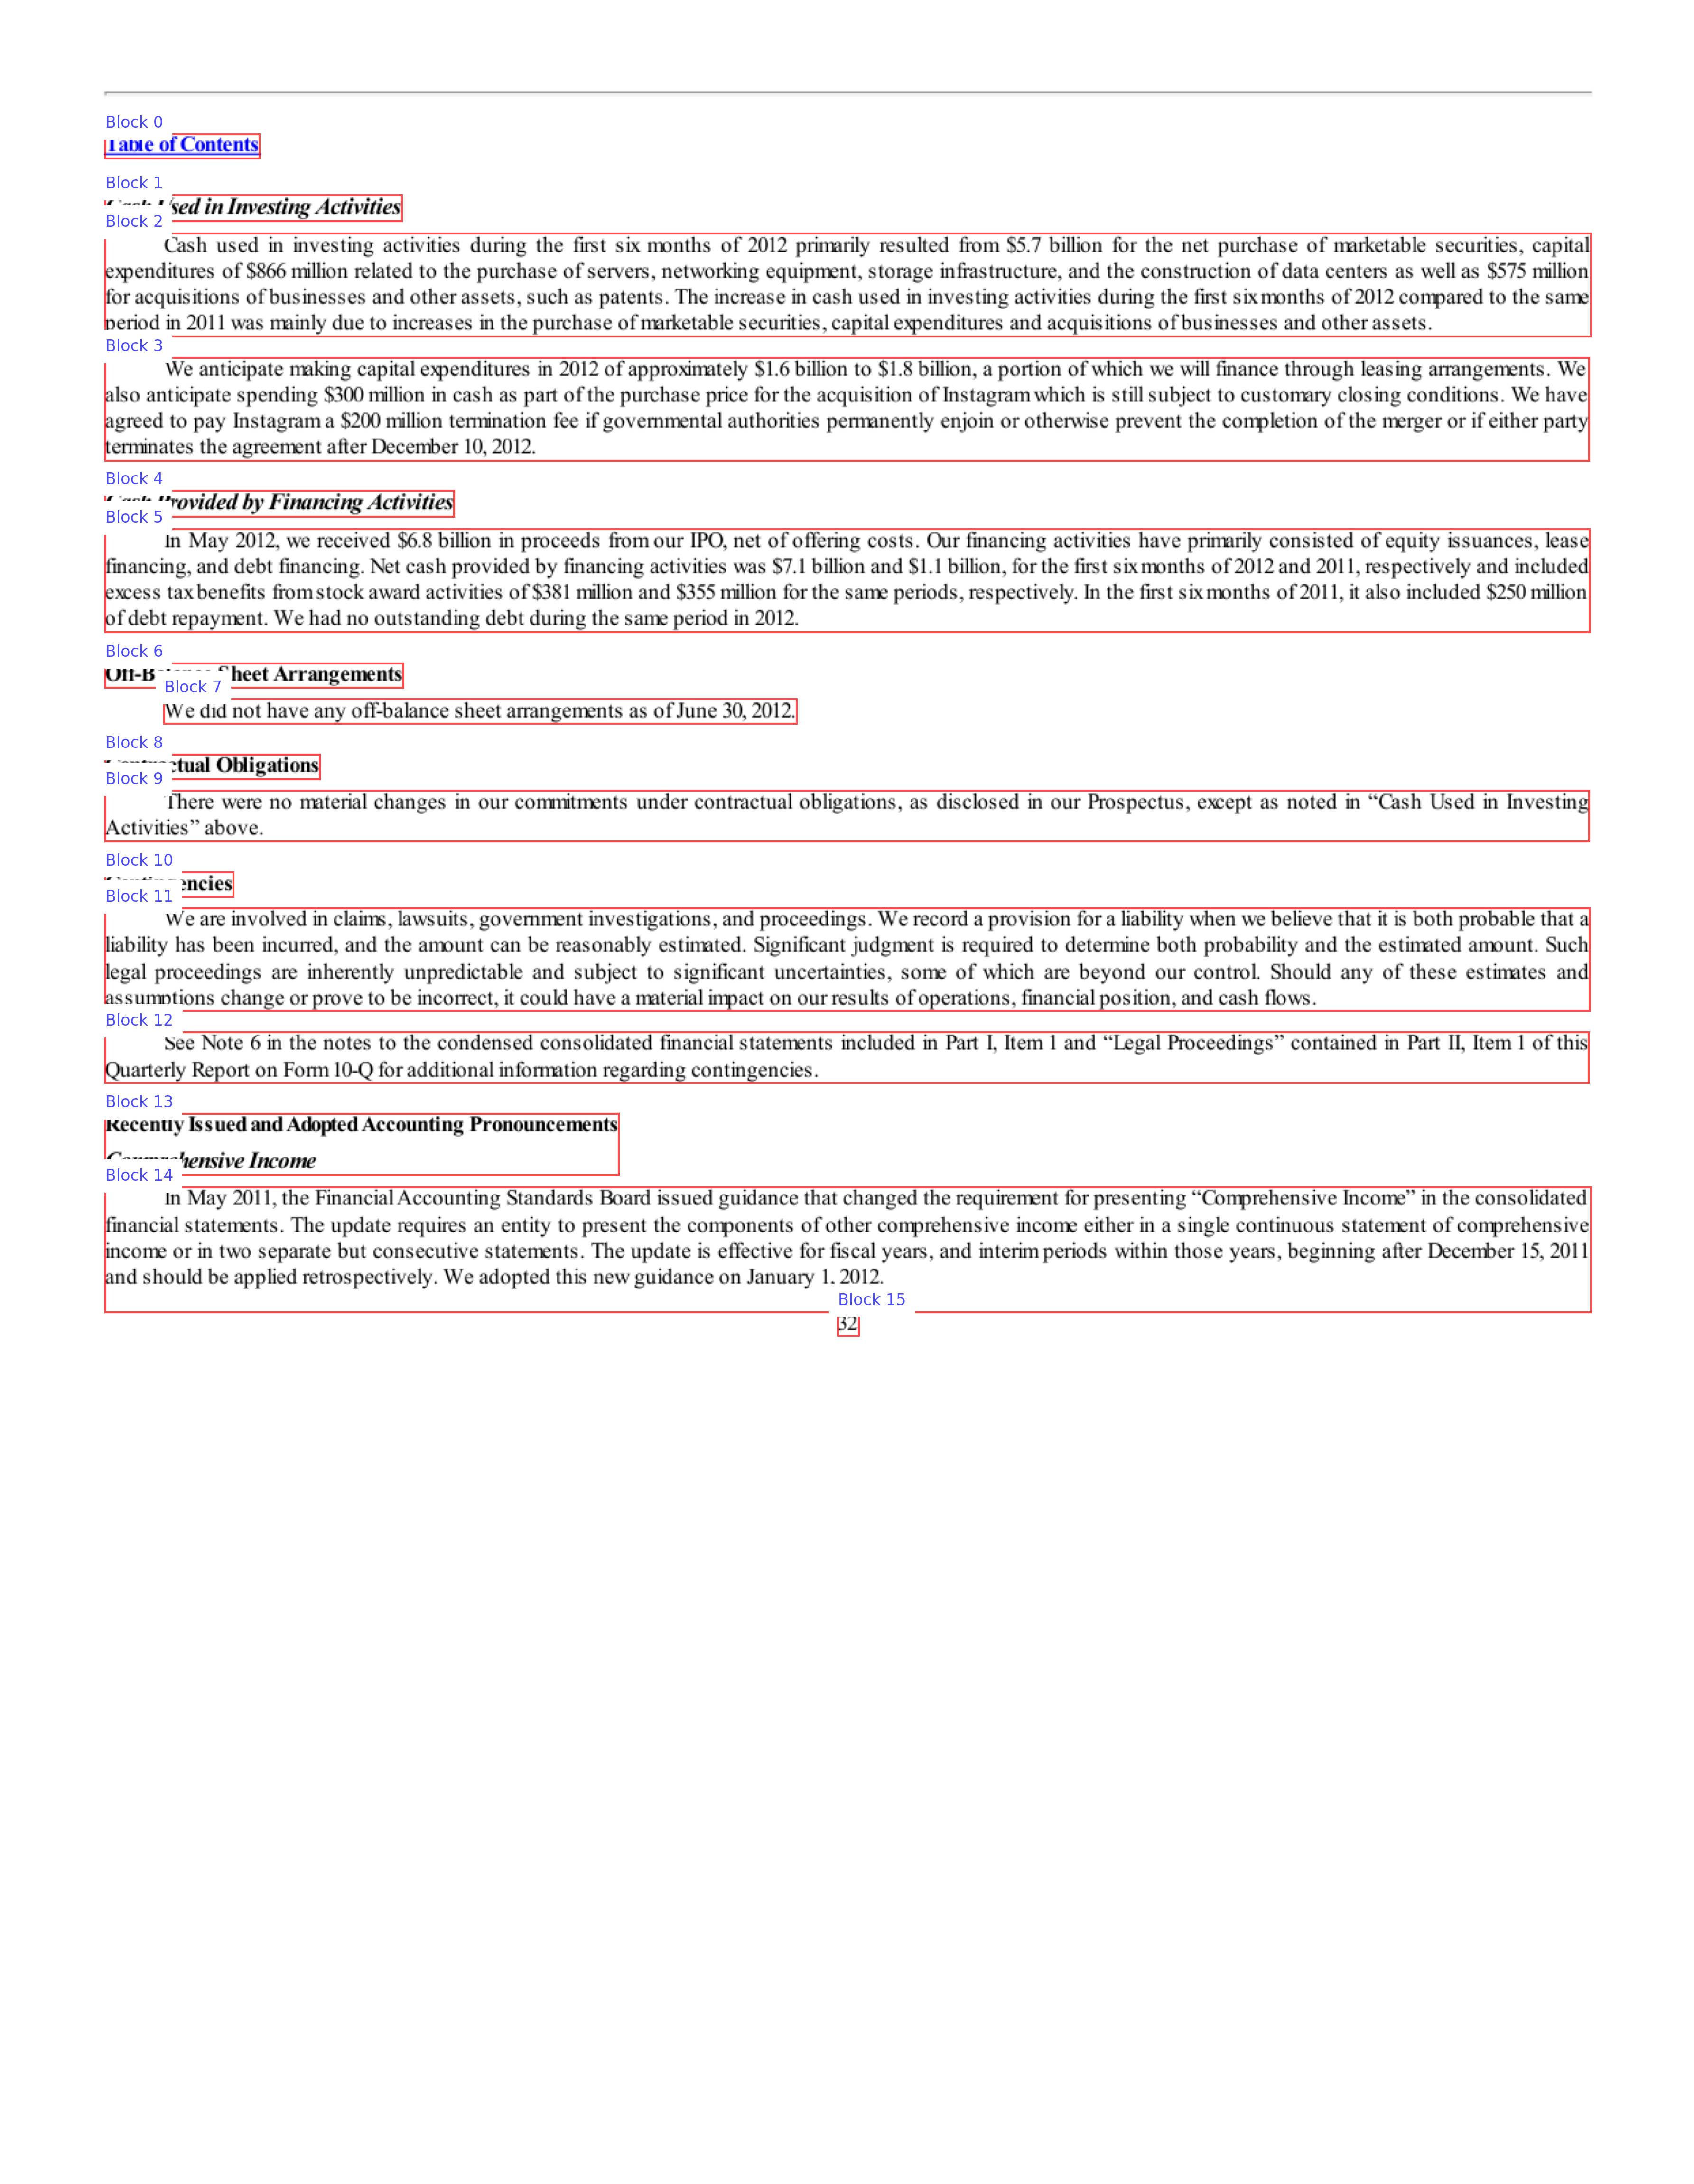 Block 0
Table of Contents
Block 1
Used in Investing Activities
Block 2
Cash used in investing activities during the first six months of 2012 primarily resulted from $5.7 billion for the net purchase of marketable securities, capital
expenditures of $866 million related to the purchase of servers, networking equipment, storage infrastructure, and the construction of data centers as well as $575 million
for acquisitions of businesses and other assets, such as patents. The increase in cash used in investing activities during the first six months of 2012 compared to the same
period in 2011 was mainly due to increases in the purchase of marketable securities, capital expenditures and acquisitions of businesses and other assets.
Block 3
We anticipate making capital expenditures in 2012 of approximately $1.6 billion to $1.8 billion, a portion of which we will finance through leasing arrangements. We
also anticipate spending $300 million in cash as part of the purchase price for the acquisition of Instagram which is still subject to customary closing conditions. We have
agreed to pay Instagram a $200 million termination fee if governmental authorities permanently enjoin or otherwise prevent the completion of the merger or if either party
terminates the agreement after December 10, 2012.
Block 4
Provided by Financing Activities
Block 5
In May 2012, we received $6.8 billion in proceeds from our IPO, net of offering costs. Our financing activities have primarily consisted of equity issuances, lease
financing, and debt financing. Net cash provided by financing activities was $7.1 billion and $1.1 billion, for the first six months of 2012 and 2011, respectively and included
excess tax benefits from stock award activities of $381 million and $355 million for the same periods, respectively. In the first six months of 2011, it also included $250 million
of debt repayment. We had no outstanding debt during the same period in 2012.
Block 6
Off-Balance Sheet Arrangements
Block 7
We did not have any off-balance sheet arrangements as of June 30, 2012.
Block 8
Contractual Obligations
Block 9
There were no material changes in our commitments under contractual obligations, as disclosed in our Prospectus, except as noted in “Cash Used in Investing
Activities” above.
Block 10
Contingencies
Block 11
We are involved in claims, lawsuits, government investigations, and proceedings. We record a provision for a liability when we believe that it is both probable that a
liability has been incurred, and the amount can be reasonably estimated. Significant judgment is required to determine both probability and the estimated amount. Such
legal proceedings are inherently unpredictable and subject to significant uncertainties, some of which are beyond our control. Should any of these estimates and
assumptions change or prove to be incorrect, it could have a material impact on our results of operations, financial position, and cash flows.
Block 12
See Note 6 in the notes to the condensed consolidated financial statements included in Part I, Item 1 and “Legal Proceedings” contained in Part II, Item 1 of this
Quarterly Report on Form 10-Q for additional information regarding contingencies.
Block 13
Recently Issued and Adopted Accounting Pronouncements
Comprehensive Income
Block 14
In May 2011, the Financial Accounting Standards Board issued guidance that changed the requirement for presenting “Comprehensive Income” in the consolidated
financial statements. The update requires an entity to present the components of other comprehensive income either in a single continuous statement of comprehensive
income or in two separate but consecutive statements. The update is effective for fiscal years, and interim periods within those years, beginning after December 15, 2011
and should be applied retrospectively. We adopted this new guidance on January 1, 2012.
Block 15
32